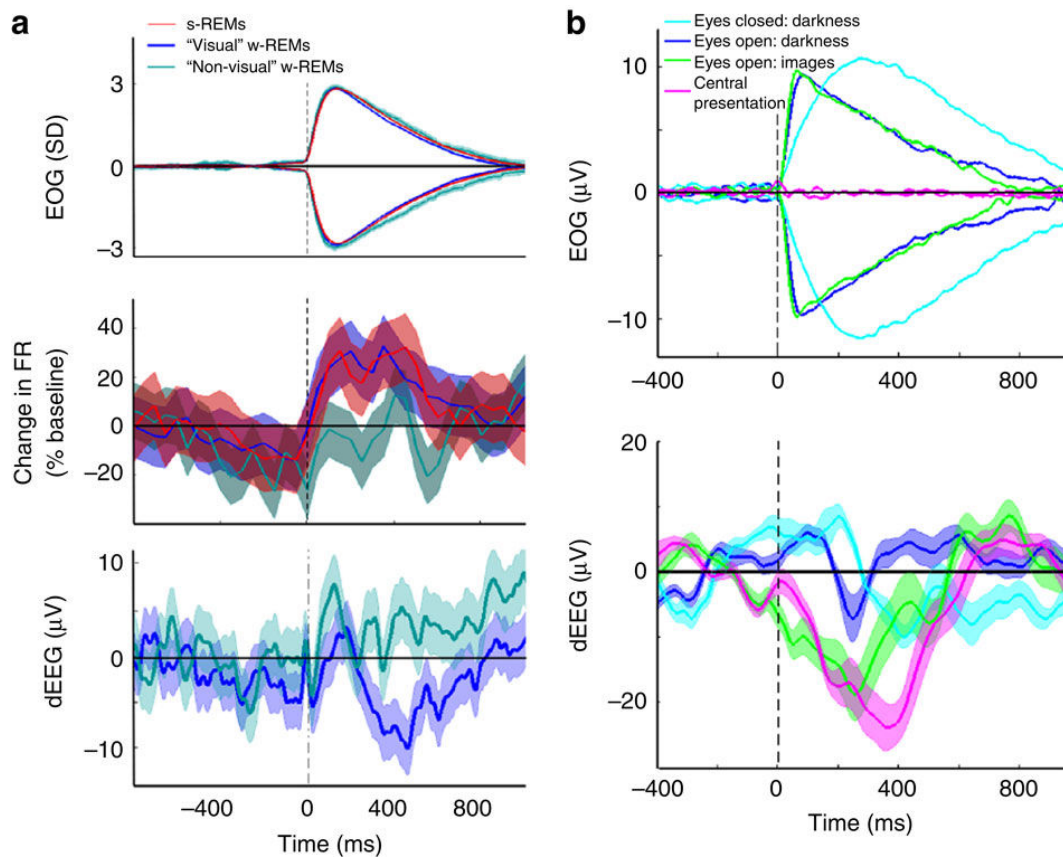 a
s-REMs
“Visual” w-REMs
“Non-visual” w-REMs
EOG (SD)
3
0
–3
Change in FR
(% baseline)
40
20
0
–20
dEEG (µV)
10
0
–10
–400
0
400
800
Time (ms)
b
Eyes closed: darkness
Eyes open: darkness
Eyes open: images
Central
presentation
EOG (µV)
10
0
–10
–400
0
400
800
dEEG (µV)
20
0
–20
–400
0
400
800
Time (ms)